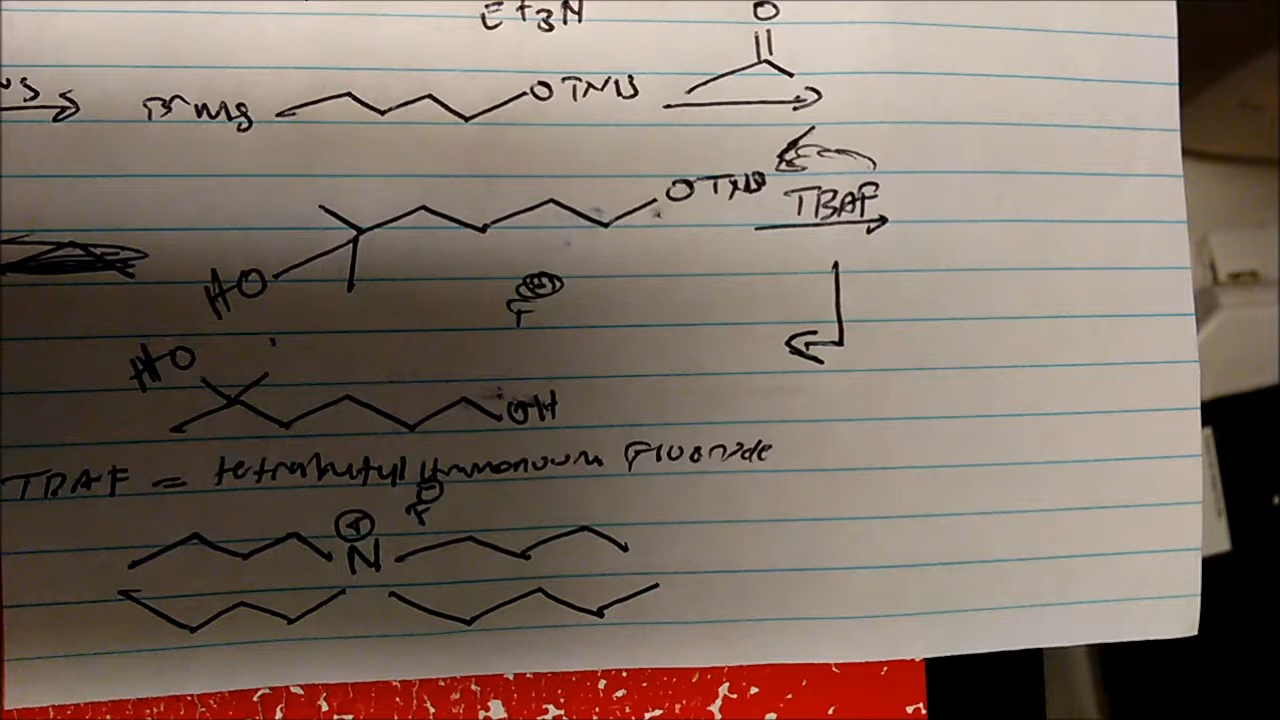 Et3N
O
BrMg OTMS
OTMS
TBAF
HO
F
HO
OH
TBAF = tetrabutyl ammonium Fluoride
F
+
N